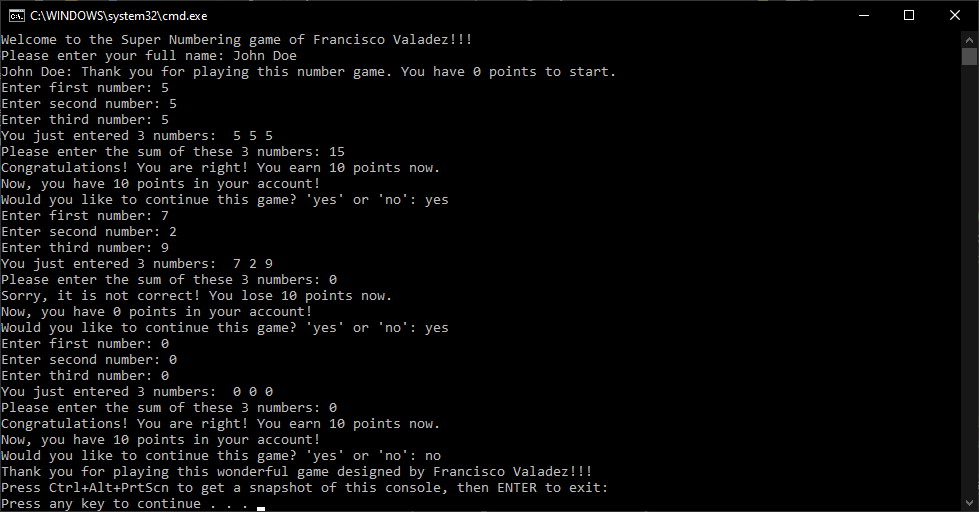 C:\WINDOWS\system32\cmd.exe
Welcome to the Super Numbering game of Francisco Valadez!!!
Please enter your full name: John Doe
John Doe: Thank you for playing this number game. You have 0 points to start.
Enter first number: 5
Enter second number: 5
Enter third number: 5
You just entered 3 numbers:  5 5 5
Please enter the sum of these 3 numbers: 15
Congratulations! You are right! You earn 10 points now.
Now, you have 10 points in your account!
Would you like to continue this game? 'yes' or 'no': yes
Enter first number: 7
Enter second number: 2
Enter third number: 9
You just entered 3 numbers:  7 2 9
Please enter the sum of these 3 numbers: 0
Sorry, it is not correct! You lose 10 points now.
Now, you have 0 points in your account!
Would you like to continue this game? 'yes' or 'no': yes
Enter first number: 0
Enter second number: 0
Enter third number: 0
You just entered 3 numbers:  0 0 0
Please enter the sum of these 3 numbers: 0
Congratulations! You are right! You earn 10 points now.
Now, you have 10 points in your account!
Would you like to continue this game? 'yes' or 'no': no
Thank you for playing this wonderful game designed by Francisco Valadez!!!
Press Ctrl+Alt+PrtScn to get a snapshot of this console, then ENTER to exit:
Press any key to continue . . .